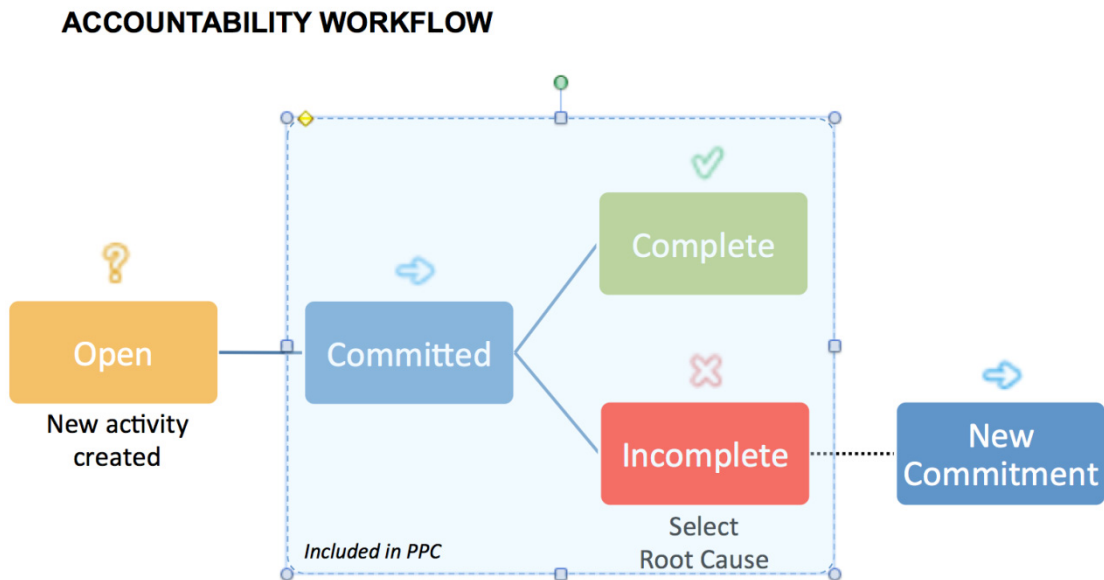 ACCOUNTABILITY WORKFLOW
Open
New activity
created
Committed
Complete
Incomplete
Select
Root Cause
New
Commitment
Included in PPC